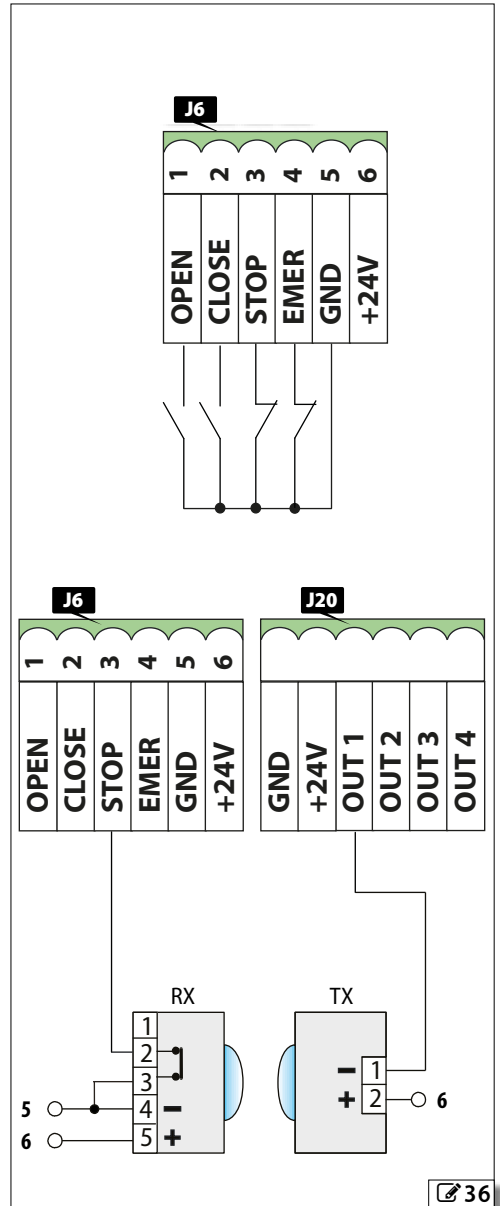 J6
1 2 3 4 5 6
OPEN CLOSE STOP EMER GND +24V
J6
1 2 3 4 5 6
OPEN CLOSE STOP EMER GND +24V
J20
GND +24V OUT 1 OUT 2 OUT 3 OUT 4
RX
1
2
3
5 4 −
6 5 +
TX
− 1
+ 2 6
36